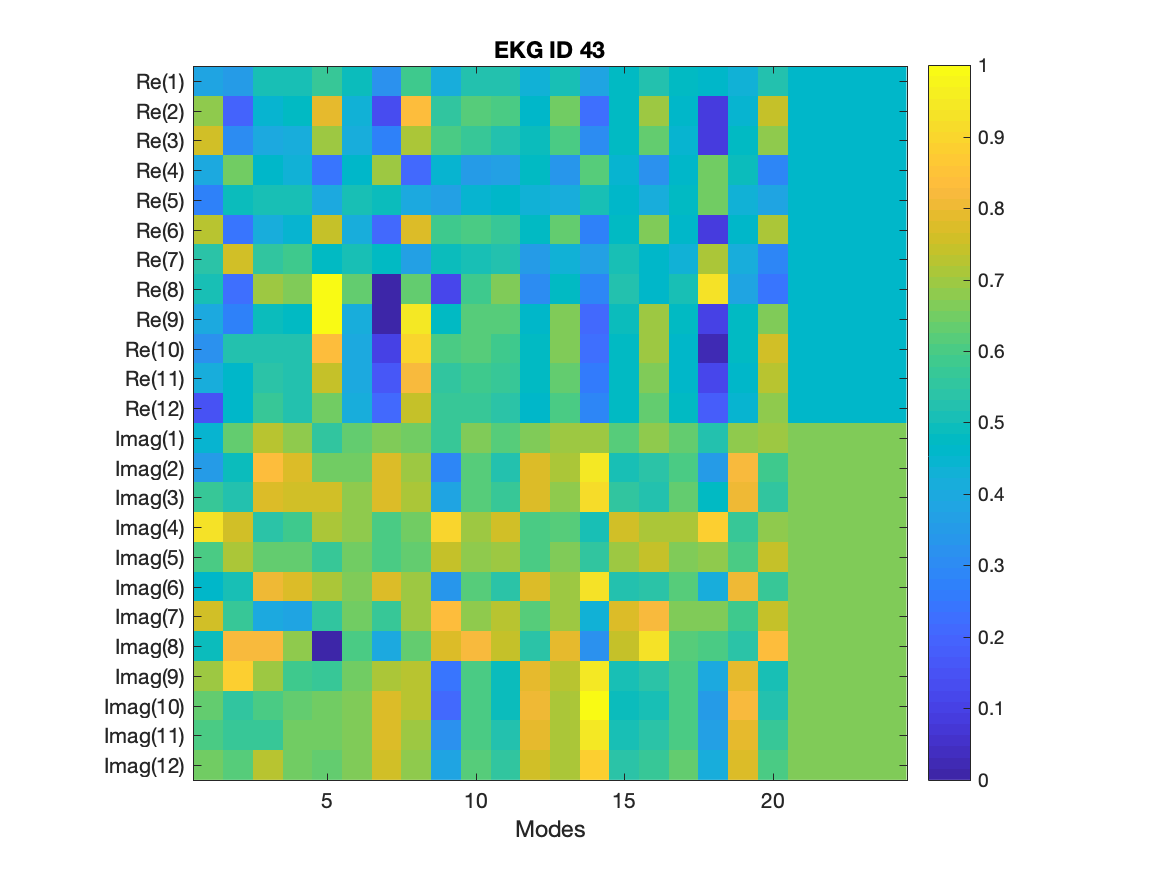 EKG ID 43
Re(1)
Re(2)
Re(3)
Re(4)
Re(5)
Re(6)
Re(7)
Re(8)
Re(9)
Re(10)
Re(11)
Re(12)
Imag(1)
Imag(2)
Imag(3)
Imag(4)
Imag(5)
Imag(6)
Imag(7)
Imag(8)
Imag(9)
Imag(10)
Imag(11)
Imag(12)
5 10 15 20
Modes
1
0.9
0.8
0.7
0.6
0.5
0.4
0.3
0.2
0.1
0